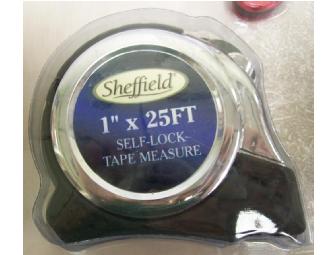 Sheffield®
1" x 25FT
SELF-LOCK~
TAPE MEASURE